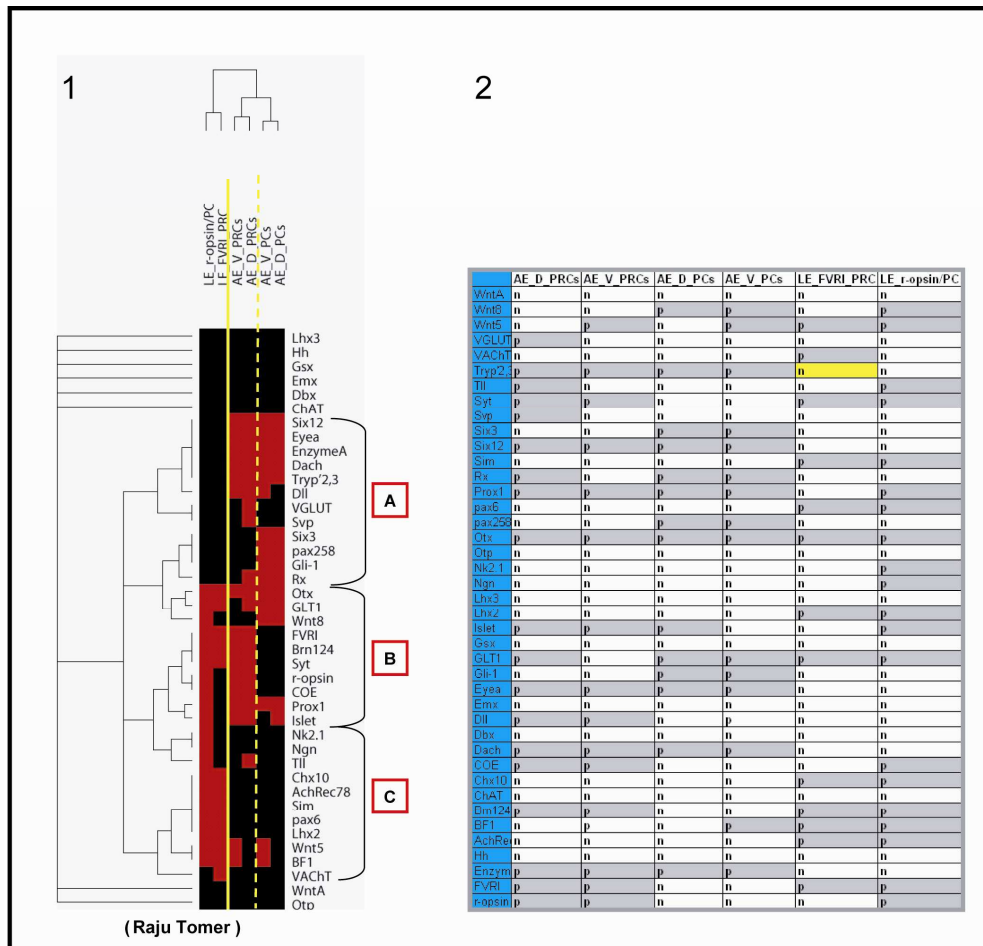 1
2
LE_r-opsin/PC
LE_FVRI_PRC
AE_V_PRCs
AE_D_PRCs
AE_V_PCs
AE_D_PCs
Lhx3
Hh
Gsx
Emx
Dbx
ChAT
Six12
Eyea
EnzymeA
Dach
Tryp'2,3
Dll
VGLUT
Svp
Six3
pax258
Gli-1
Rx
Otx
GLT1
Wnt8
FVRI
Brn124
Syt
r-opsin
COE
Prox1
Islet
Nk2.1
Ngn
Tll
Chx10
AchRec78
Sim
pax6
Lhx2
Wnt5
BF1
VAChT
WntA
Otp
A
B
C
( Raju Tomer )
AE_D_PRCs AE_V_PRCs AE_D_PCs AE_V_PCs LE_FVRI_PRC LE_r-opsin/PC
WntA n n n n n n
Wnt8 n n p p n p
Wnt5 n p n p p p
VGLUT p n n n n n
VAChT n n n n p n
Tryp'2,3 p p p p n n
Tll p n n n n p
Syt p p n n p p
Svp p n n n n n
Six3 n n p p n n
Six12 p p p p n n
Sim n n n n p p
Rx p n p p n n
Prox1 p p p p n p
pax6 n n n n p p
pax258 n n p p n n
Otx p p p p p p
Otp n n n n n n
Nk2.1 n n n n n p
Ngn n n n n n p
Lhx3 n n n n n n
Lhx2 n n n n p p
Islet p p p n n p
Gsx n n n n n n
GLT1 p n p p p p
Gli-1 n n p p n n
Eyea p p p p n n
Emx n n n n n n
Dll p p n p n n
Dbx n n n n n n
Dach p p p p n n
COE p p n n n p
Chx10 n n n n p p
ChAT n n n n n n
Brn124 p p n n p p
BF1 n p n p p p
AchRe n n n n p p
Hh n n n n n n
Enzym p p p p n n
FVRI p p n n p p
r-opsin p p n n n p